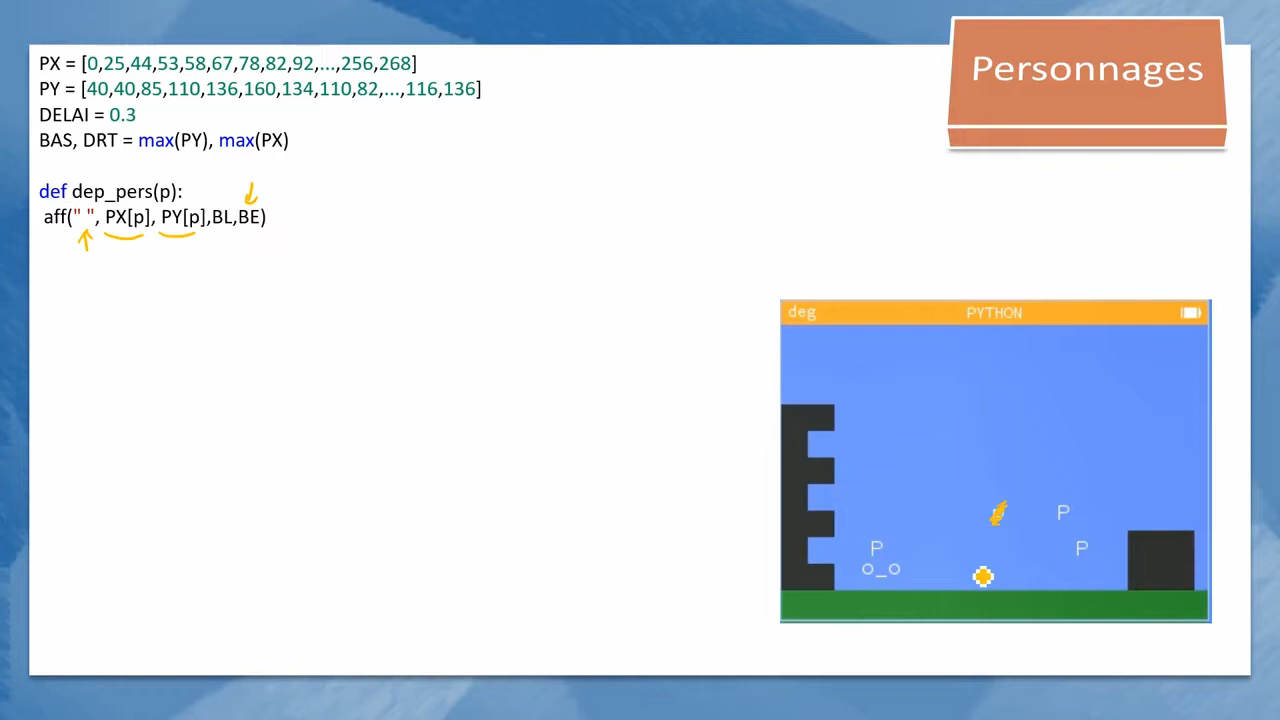 Personnages
PX = [0,25,44,53,58,67,78,82,92,...,256,268]
PY = [40,40,85,110,136,160,134,110,82,...,116,136]
DELAI = 0.3
BAS, DRT = max(PY), max(PX)
def dep_pers(p):
aff(" ", PX[p], PY[p],BL,BE)
deg PYTHON
P
P P
o_o